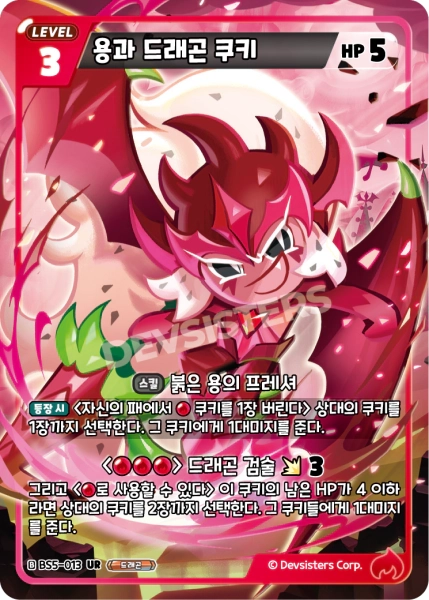 LEVEL
3
용과 드래곤 쿠키
HP 5
DEVSISTERS
스킬 붉은 용의 프레셔
등장 시 <자신의 패에서 쿠키를 1장 버린다> 상대의 쿠키를
1장까지 선택한다. 그 쿠키에게 1대미지를 준다.
< > 드래곤 검술 3
그리고 < 로 사용할 수 있다> 이 쿠키의 남은 HP가 4 이하
라면 상대의 쿠키를 2장까지 선택한다. 그 쿠키들에게 1대미지
를 준다.
B BS5-013 UR 드래곤
© Devsisters Corp.